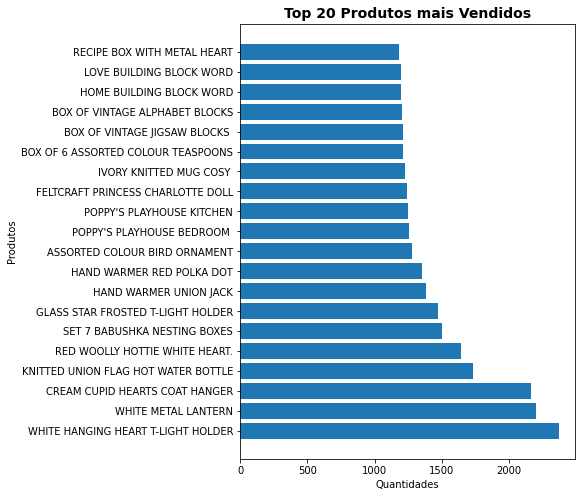 Top 20 Produtos mais Vendidos
RECIPE BOX WITH METAL HEART
LOVE BUILDING BLOCK WORD
HOME BUILDING BLOCK WORD
BOX OF VINTAGE ALPHABET BLOCKS
BOX OF VINTAGE JIGSAW BLOCKS
BOX OF 6 ASSORTED COLOUR TEASPOONS
IVORY KNITTED MUG COSY
FELTCRAFT PRINCESS CHARLOTTE DOLL
POPPY'S PLAYHOUSE KITCHEN
POPPY'S PLAYHOUSE BEDROOM
ASSORTED COLOUR BIRD ORNAMENT
HAND WARMER RED POLKA DOT
HAND WARMER UNION JACK
GLASS STAR FROSTED T-LIGHT HOLDER
SET 7 BABUSHKA NESTING BOXES
RED WOOLLY HOTTIE WHITE HEART.
KNITTED UNION FLAG HOT WATER BOTTLE
CREAM CUPID HEARTS COAT HANGER
WHITE METAL LANTERN
WHITE HANGING HEART T-LIGHT HOLDER
Produtos
0 500 1000 1500 2000
Quantidades